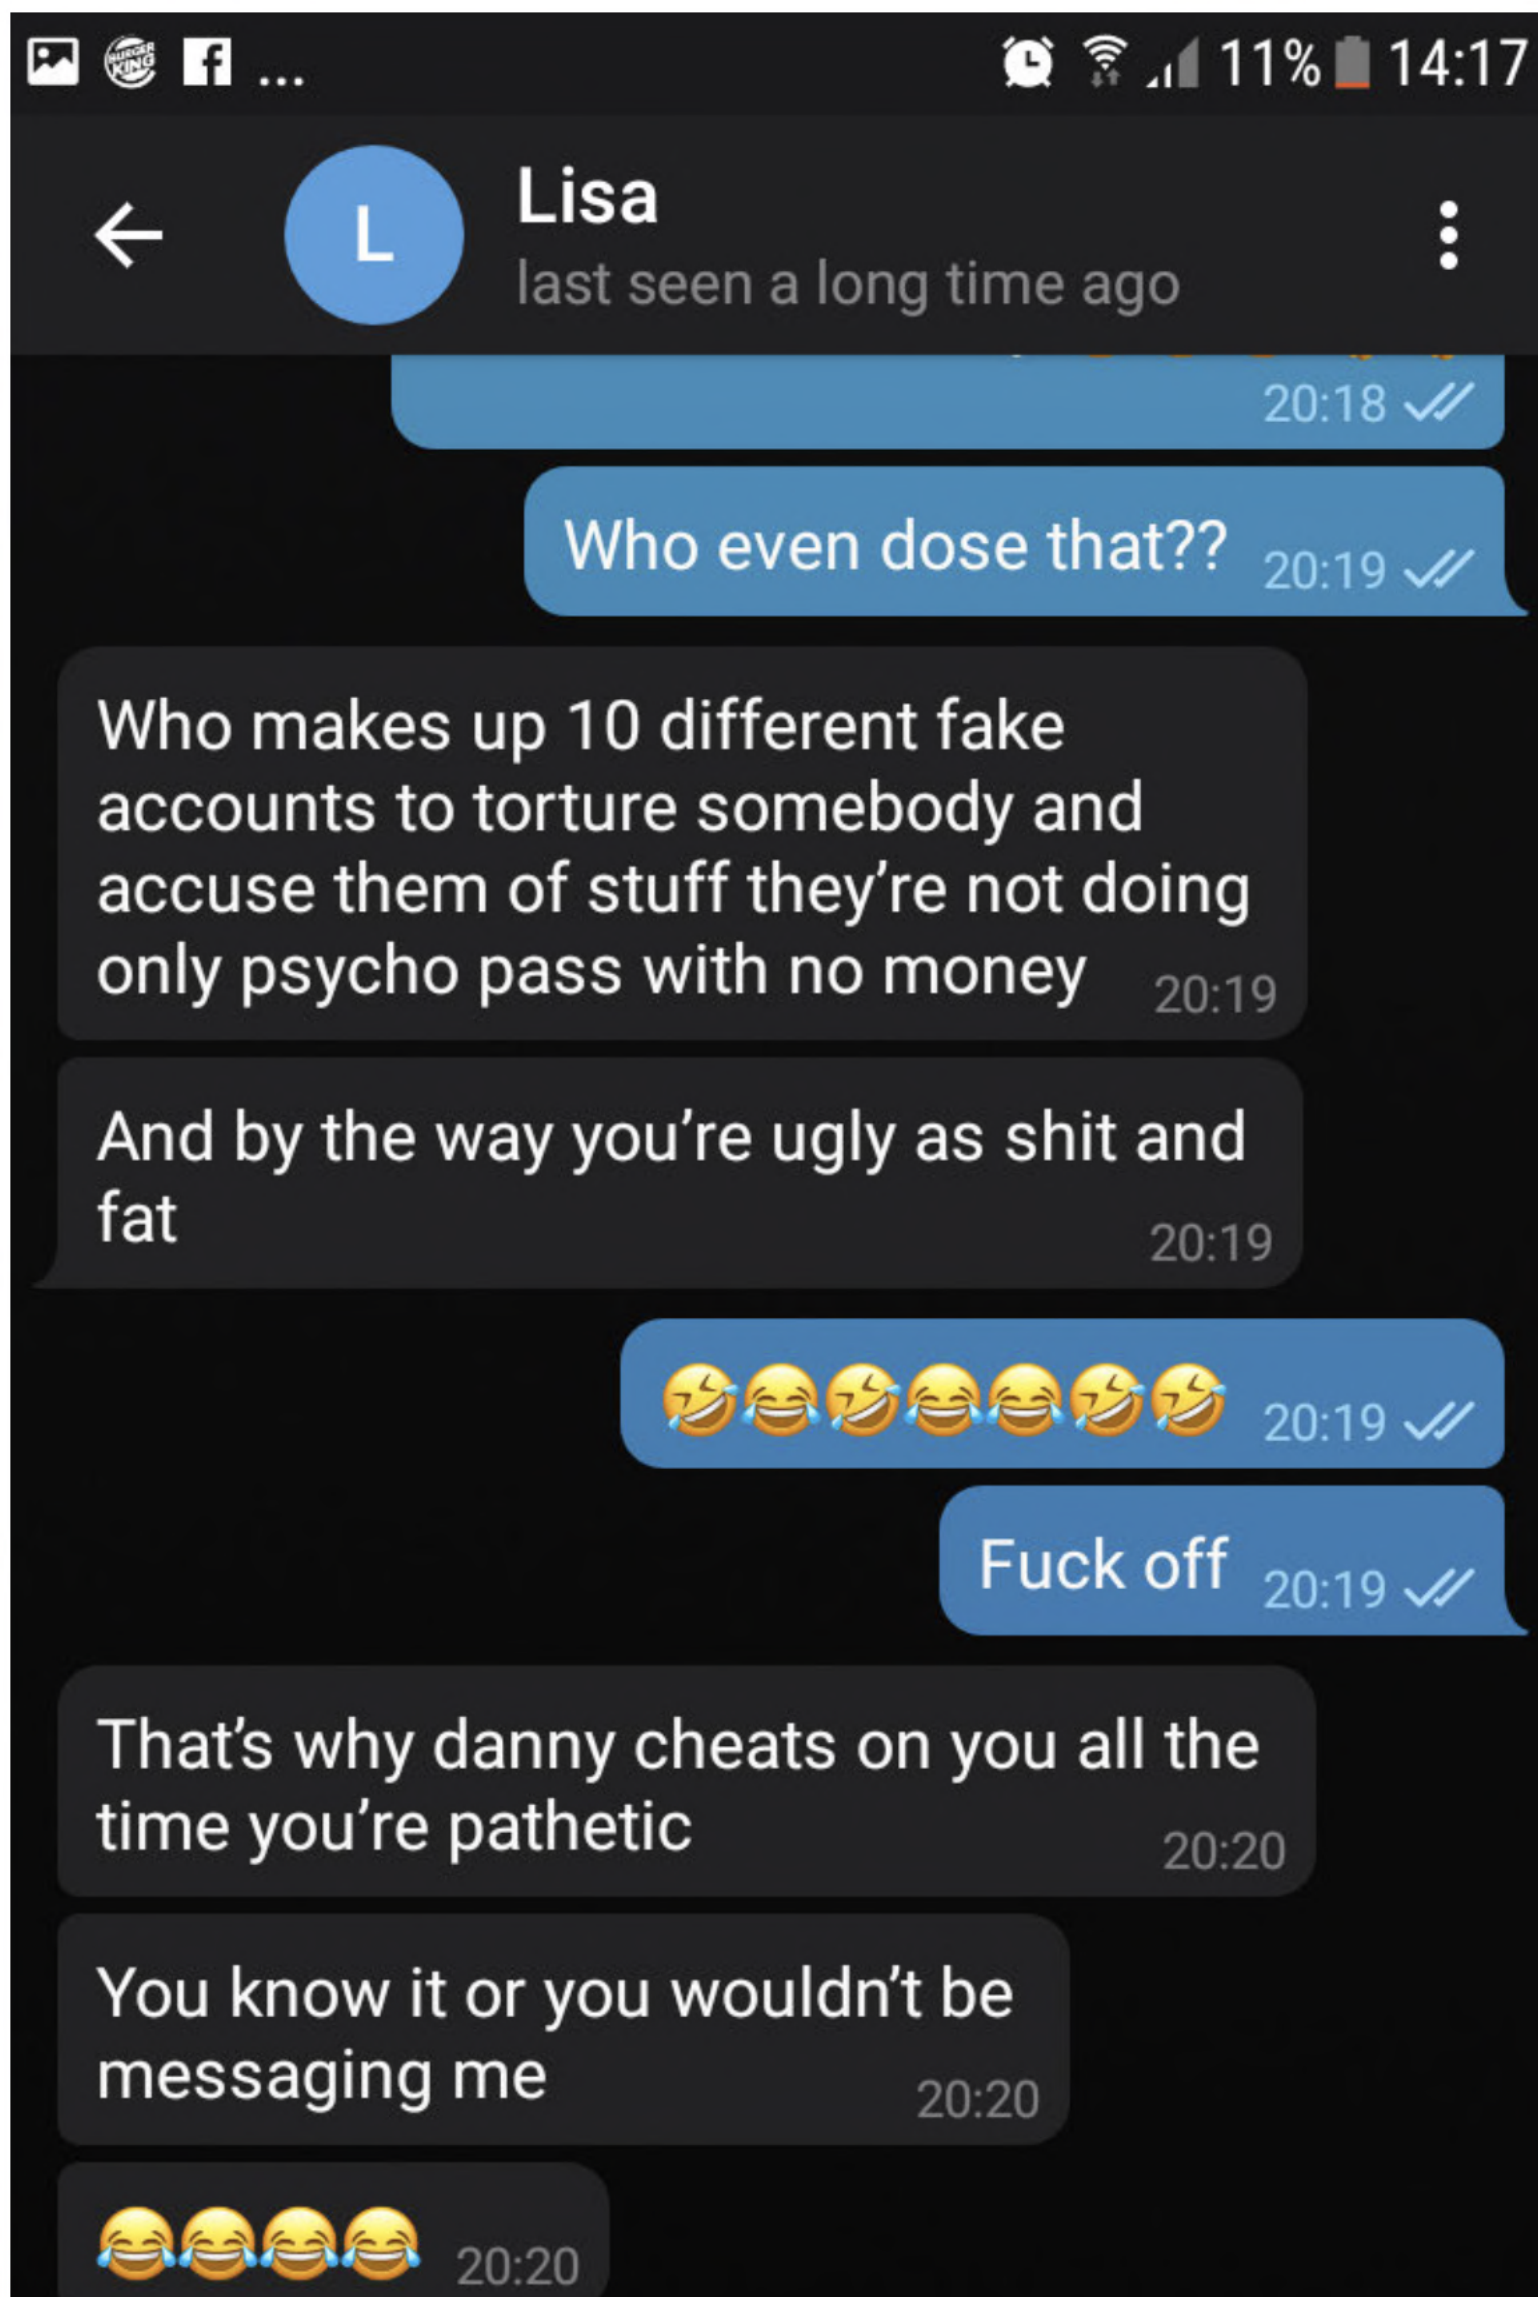 BURGER KING
f ...
11% 14:17
L
Lisa
last seen a long time ago
20:18
Who even dose that?? 20:19
Who makes up 10 different fake
accounts to torture somebody and
accuse them of stuff they’re not doing
only psycho pass with no money 20:19
And by the way you’re ugly as shit and
fat 20:19
🤣😂🤣😂😂🤣🤣 20:19
Fuck off 20:19
That’s why danny cheats on you all the
time you’re pathetic 20:20
You know it or you wouldn’t be
messaging me 20:20
😂😂😂😂 20:20